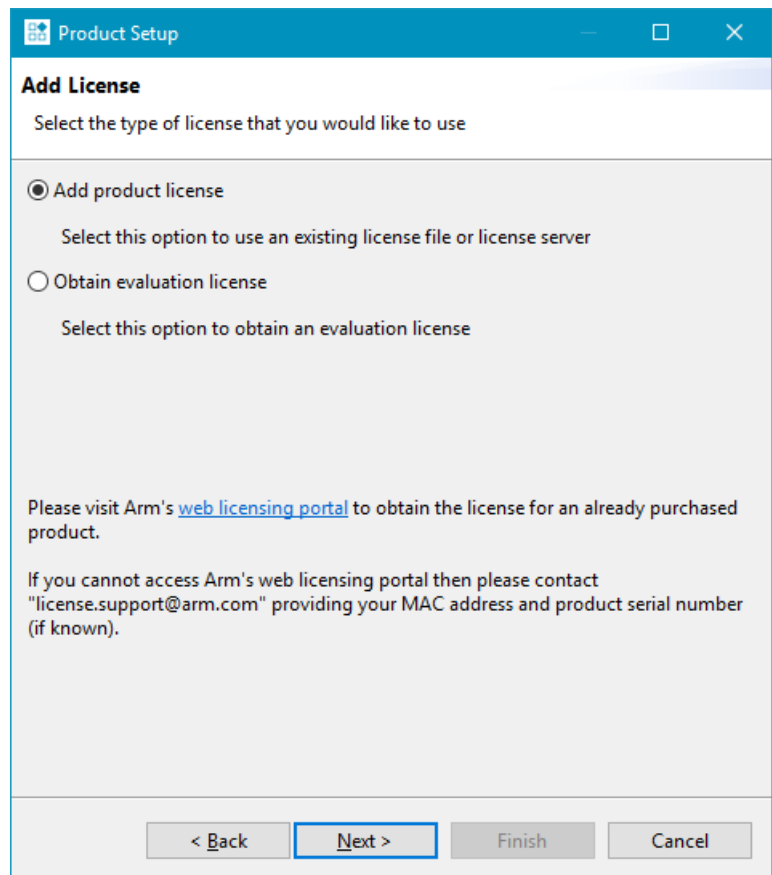 Product Setup
Add License
Select the type of license that you would like to use
Add product license
Select this option to use an existing license file or license server
Obtain evaluation license
Select this option to obtain an evaluation license
Please visit Arm's web licensing portal to obtain the license for an already purchased
product.
If you cannot access Arm's web licensing portal then please contact
"license.support@arm.com" providing your MAC address and product serial number
(if known).
< Back
Next >
Finish
Cancel